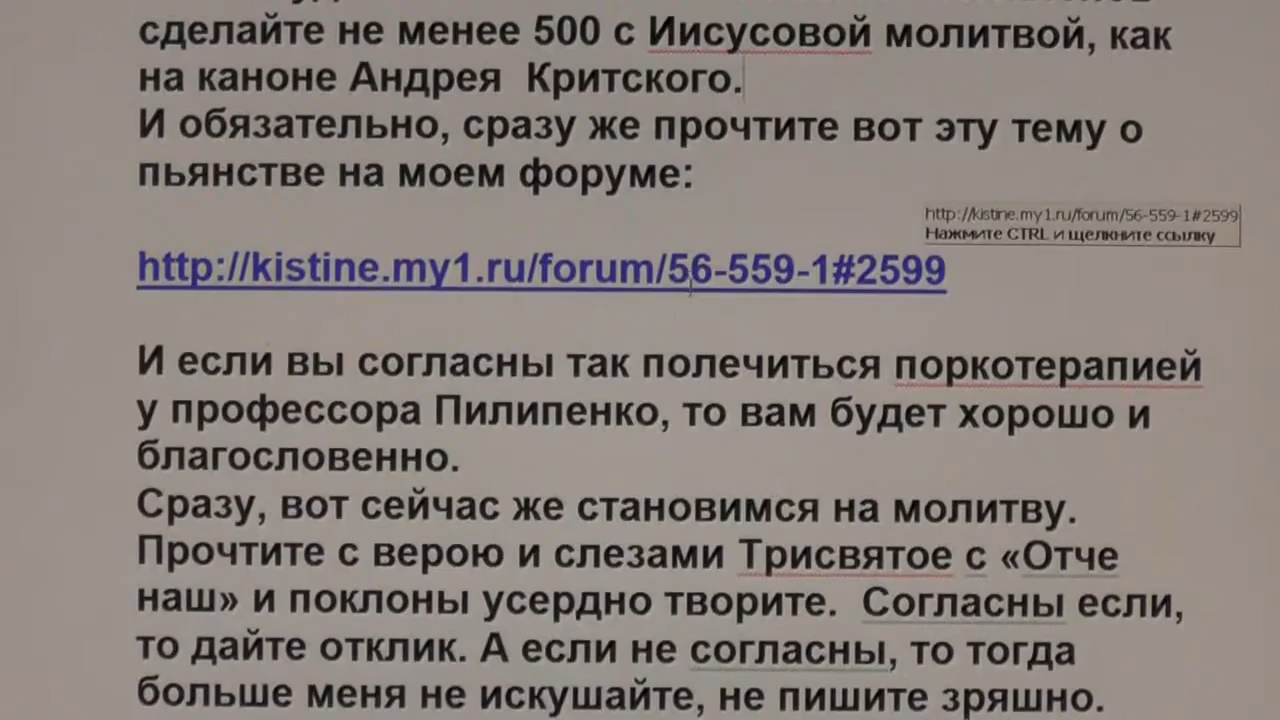 сделайте не менее 500 с Иисусовой молитвой, как
на каноне Андрея Критского.
И обязательно, сразу же прочтите вот эту тему о
пьянстве на моем форуме:
http://kistine.my1.ru/forum/56-559-1#2599
Нажмите CTRL и щелкните ссылку
http://kistine.my1.ru/forum/56-559-1#2599
И если вы согласны так полечиться поркотерапией
у профессора Пилипенко, то вам будет хорошо и
благословенно.
Сразу, вот сейчас же становимся на молитву.
Прочтите с верою и слезами Трисвятое с «Отче
наш» и поклоны усердно творите. Согласны если,
то дайте отклик. А если не согласны, то тогда
больше меня не искушайте, не пишите зряшно.